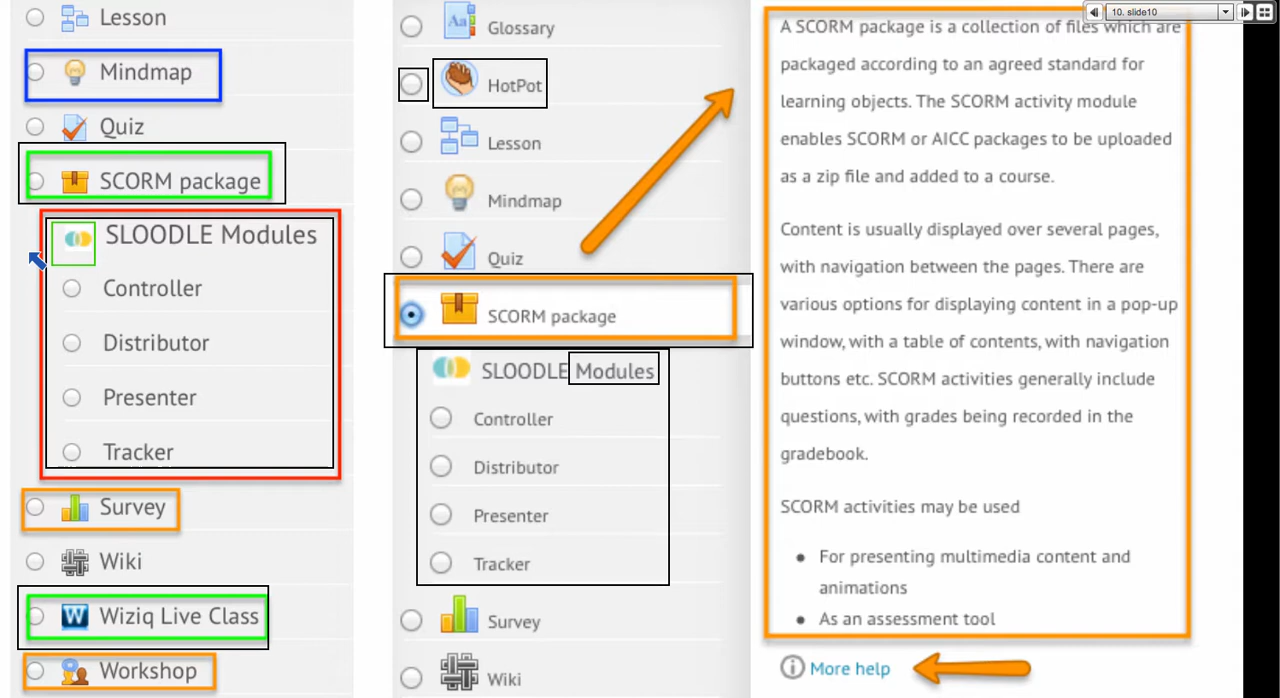 Lesson
Mindmap
Quiz
SCORM package
SLOODLE Modules
Controller
Distributor
Presenter
Tracker
Survey
Wiki
Wiziq Live Class
Workshop
Glossary
HotPot
Lesson
Mindmap
Quiz
SCORM package
SLOODLE Modules
Controller
Distributor
Presenter
Tracker
Survey
Wiki
10. slide10
A SCORM package is a collection of files which are
packaged according to an agreed standard for
learning objects. The SCORM activity module
enables SCORM or AICC packages to be uploaded
as a zip file and added to a course.
Content is usually displayed over several pages,
with navigation between the pages. There are
various options for displaying content in a pop-up
window, with a table of contents, with navigation
buttons etc. SCORM activities generally include
questions, with grades being recorded in the
gradebook.
SCORM activities may be used
• For presenting multimedia content and
animations
• As an assessment tool
More help